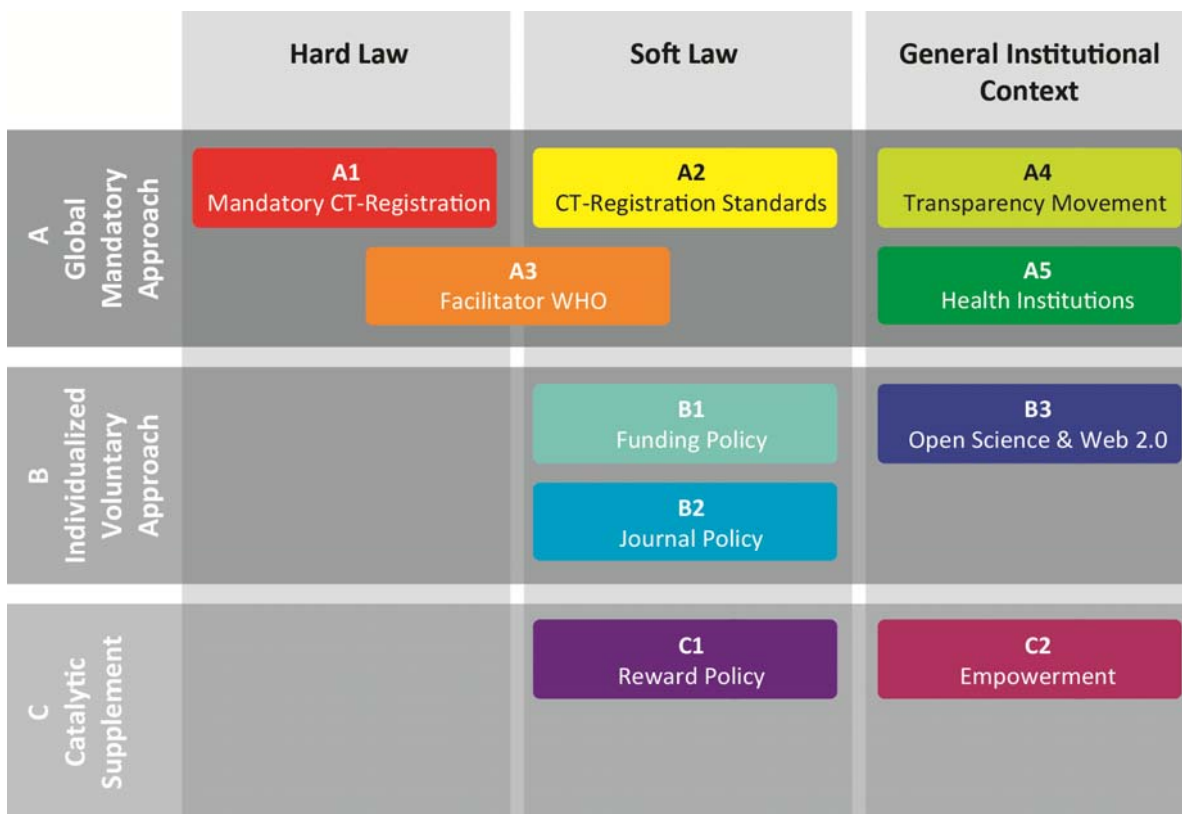 Hard Law
Soft Law
General Institutional
Context
A
Global
Mandatory
Approach
A1
Mandatory CT-Registration
A2
CT-Registration Standards
A4
Transparency Movement
A3
Facilitator WHO
A5
Health Institutions
B
Individualized
Voluntary
Approach
B1
Funding Policy
B3
Open Science & Web 2.0
B2
Journal Policy
C
Catalytic
Supplement
C1
Reward Policy
C2
Empowerment